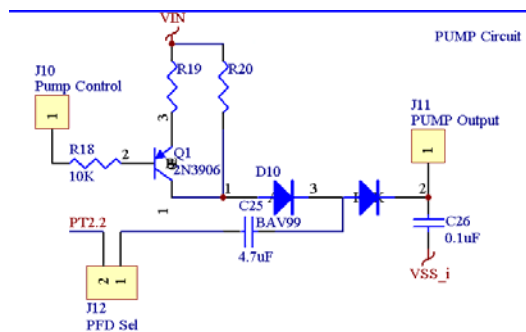 VIN
PUMP Circuit
J10
Pump Control
1
R19
R20
3
J11
PUMP Output
1
R18
10K
2
Q1
2N3906
D10
1
3
2
C25
BAV99
4.7uF
C26
0.1uF
VSS_i
1
PT2.2
2
1
J12
PFD Sel